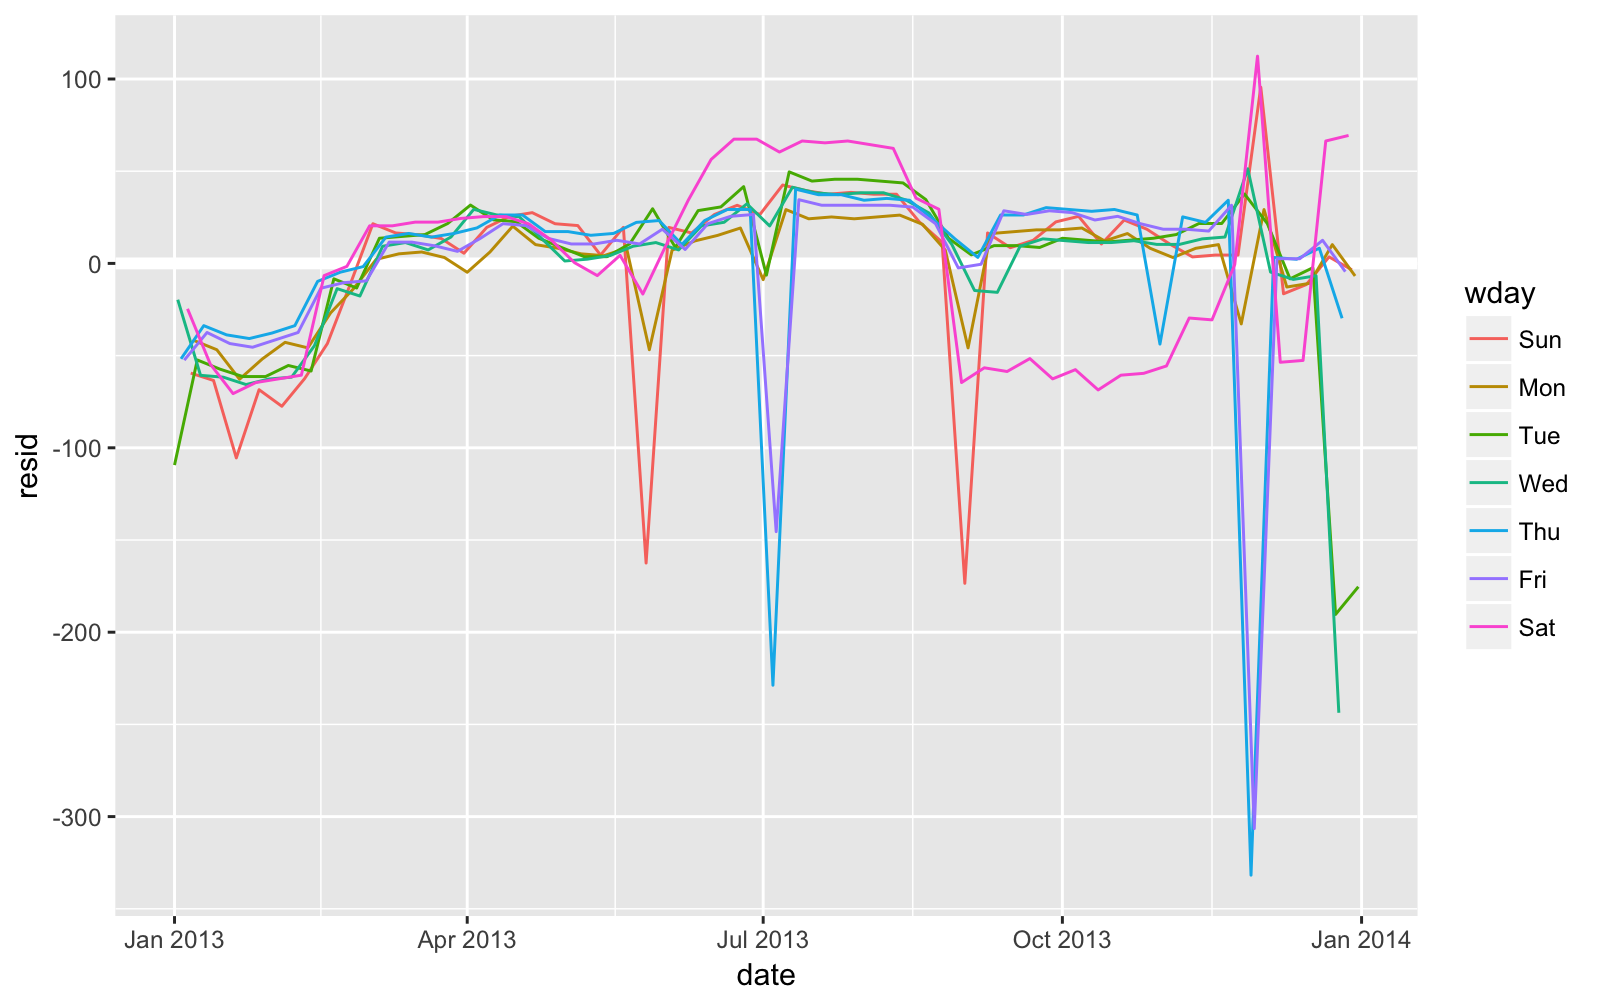 100
0
-100
-200
-300
resid
Jan 2013
Apr 2013
Jul 2013
Oct 2013
Jan 2014
date
wday
Sun
Mon
Tue
Wed
Thu
Fri
Sat